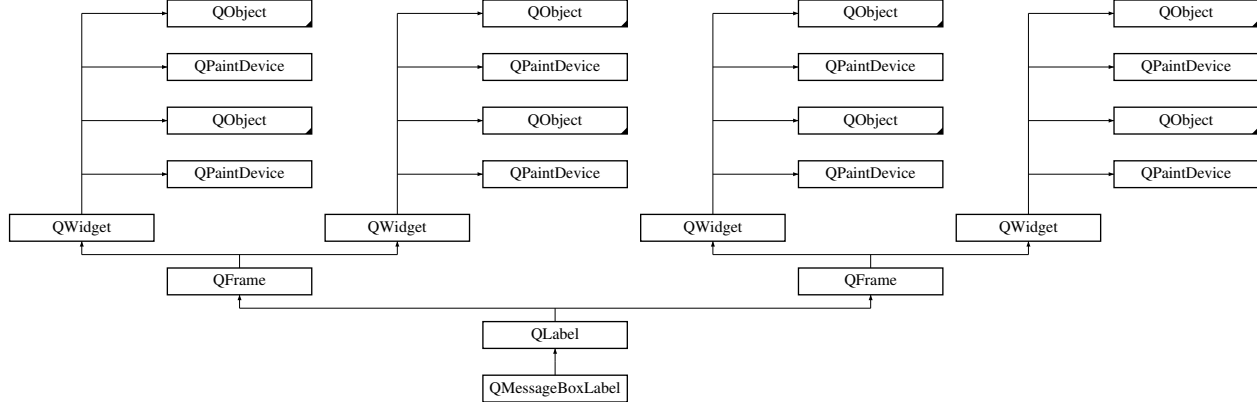 QObject QObject QObject QObject
QPaintDevice QPaintDevice QPaintDevice QPaintDevice
QObject QObject QObject QObject
QPaintDevice QPaintDevice QPaintDevice QPaintDevice
QWidget QWidget QWidget QWidget
QFrame QFrame
QLabel
QMessageBoxLabel